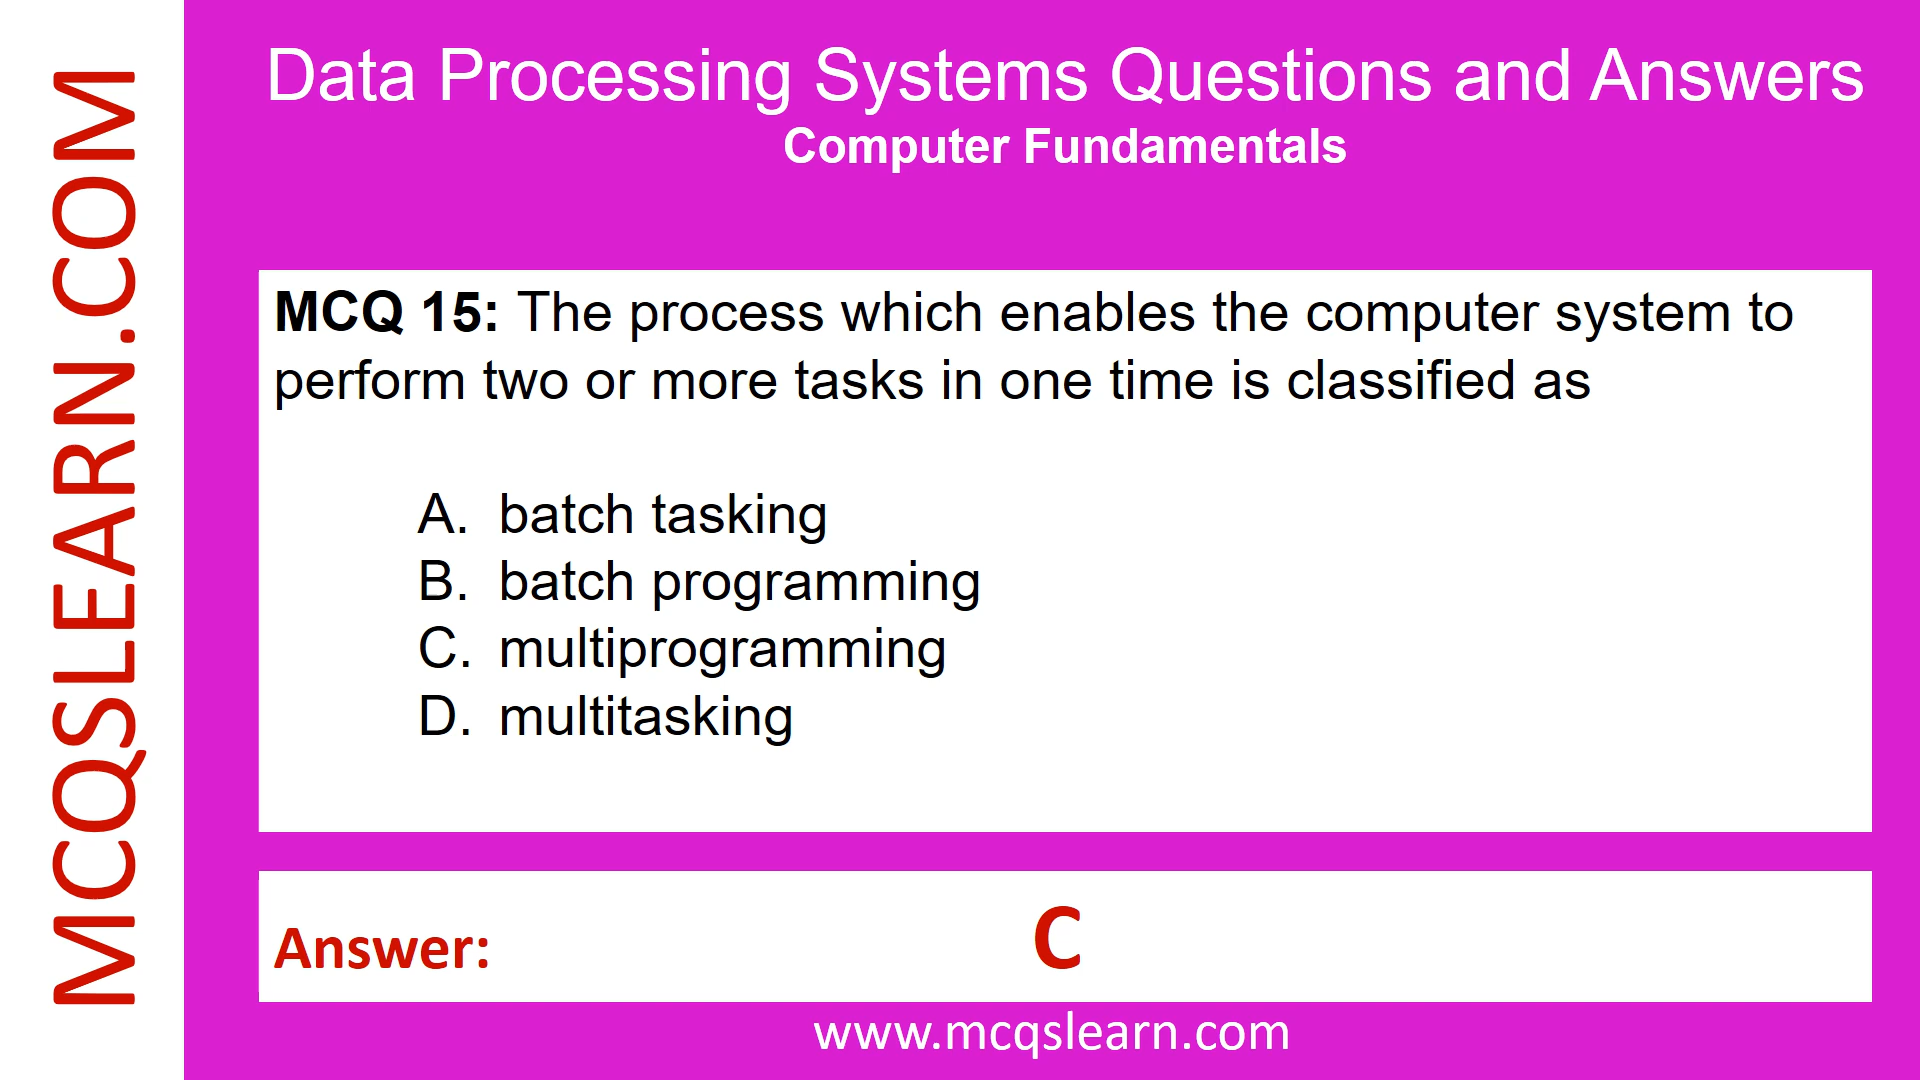 MCQSLEARN.COM
Data Processing Systems Questions and Answers
Computer Fundamentals
MCQ 15: The process which enables the computer system to
perform two or more tasks in one time is classified as
A. batch tasking
B. batch programming
C. multiprogramming
D. multitasking
Answer: C
www.mcqslearn.com